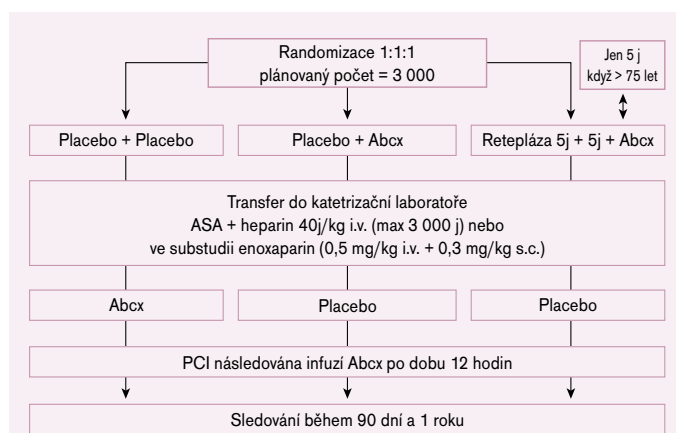 Randomizace 1:1:1
plánovaný počet = 3 000
Jen 5 j
když > 75 let
Placebo + Placebo
Placebo + Abcx
Retepláza 5j + 5j + Abcx
Transfer do katetrizační laboratoře
ASA + heparin 40j/kg i.v. (max 3 000 j) nebo
ve substudii enoxaparin (0,5 mg/kg i.v. + 0,3 mg/kg s.c.)
Abcx
Placebo
Placebo
PCI následována infuzí Abcx po dobu 12 hodin
Sledování během 90 dní a 1 roku